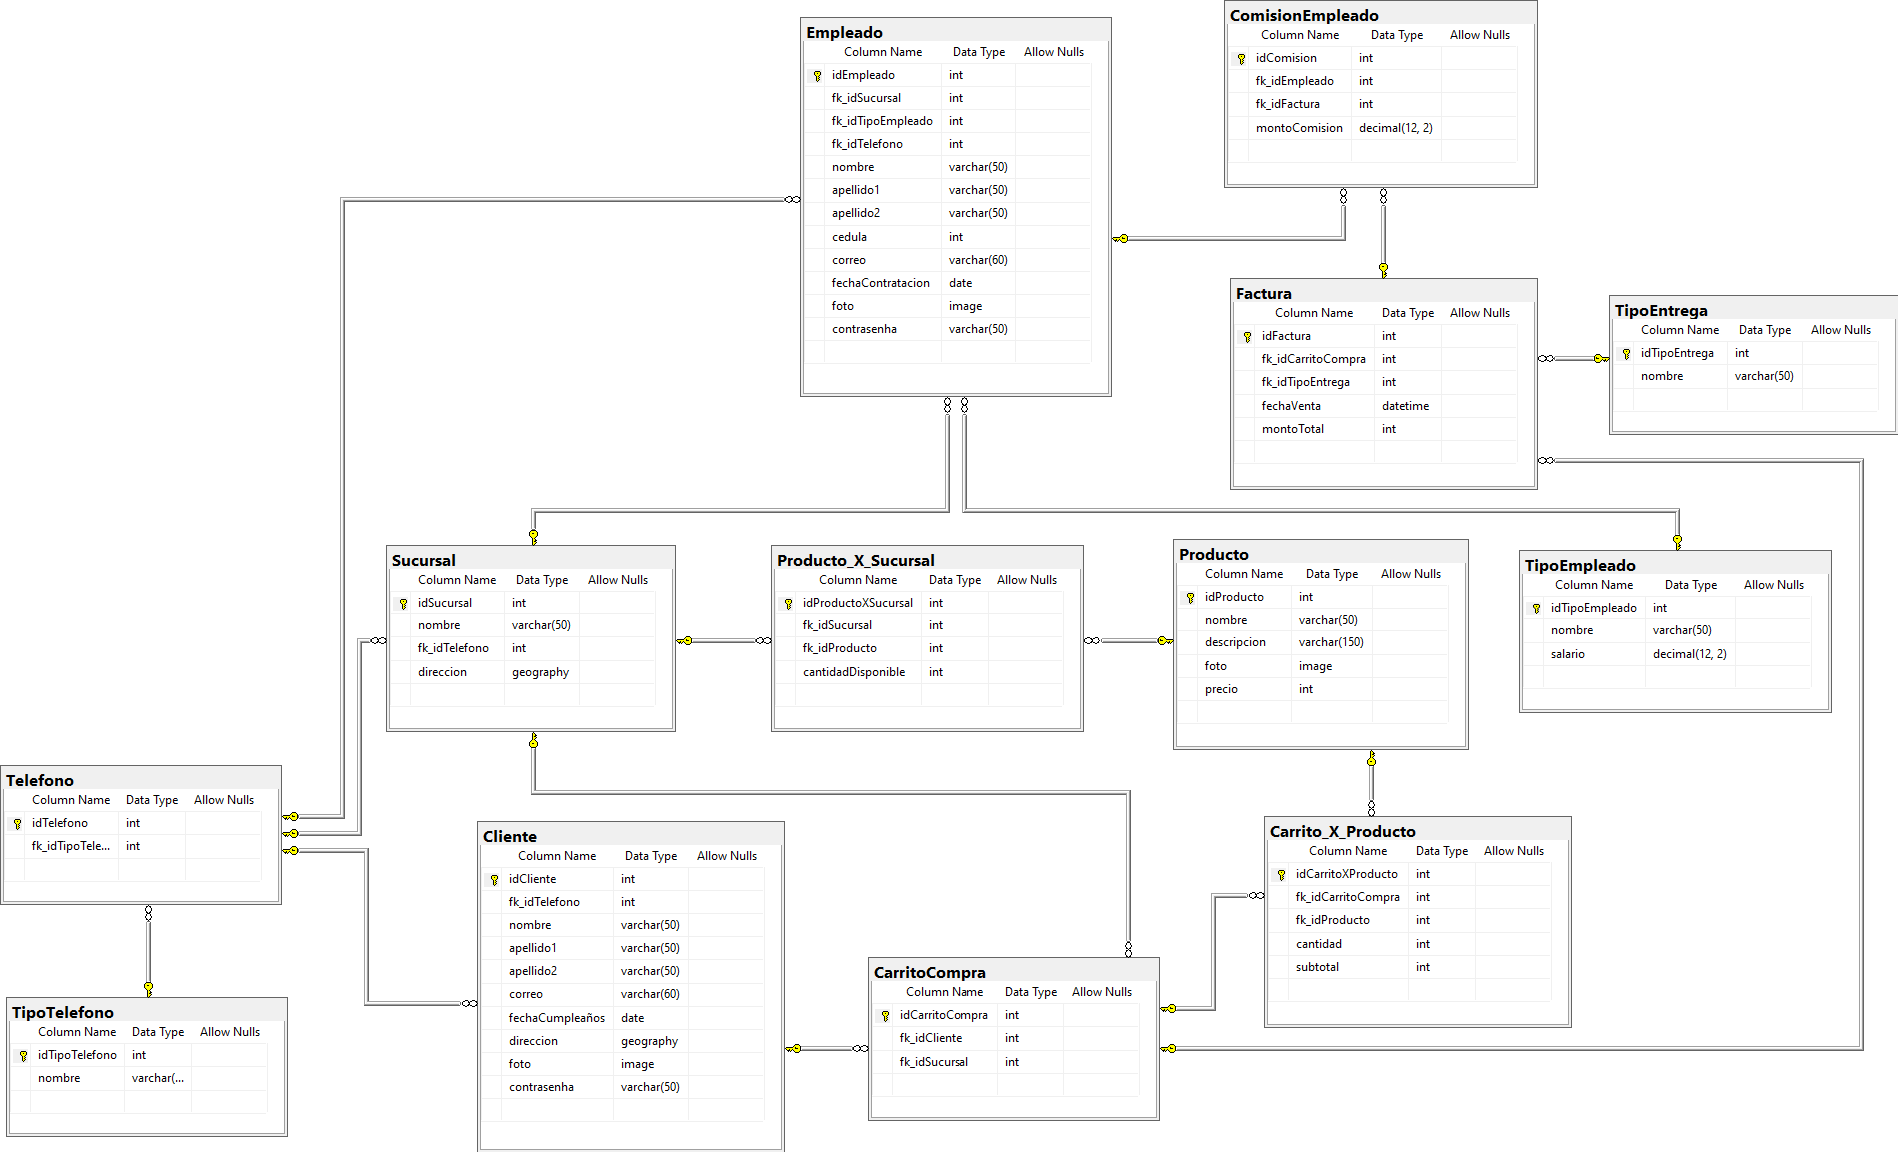 Empleado
Column Name Data Type Allow Nulls
idEmpleado int
fk_idSucursal int
fk_idTipoEmpleado int
fk_idTelefono int
nombre varchar(50)
apellido1 varchar(50)
apellido2 varchar(50)
cedula int
correo varchar(60)
fechaContratacion date
foto image
contrasenha varchar(50)
ComisionEmpleado
Column Name Data Type Allow Nulls
idComision int
fk_idEmpleado int
fk_idFactura int
montoComision decimal(12, 2)
Factura
Column Name Data Type Allow Nulls
idFactura int
fk_idCarritoCompra int
fk_idTipoEntrega int
fechaVenta datetime
montoTotal int
TipoEntrega
Column Name Data Type Allow Nulls
idTipoEntrega int
nombre varchar(50)
Sucursal
Column Name Data Type Allow Nulls
idSucursal int
nombre varchar(50)
fk_idTelefono int
direccion geography
Producto_X_Sucursal
Column Name Data Type Allow Nulls
idProductoXSucursal int
fk_idSucursal int
fk_idProducto int
cantidadDisponible int
Producto
Column Name Data Type Allow Nulls
idProducto int
nombre varchar(50)
descripcion varchar(150)
foto image
precio int
TipoEmpleado
Column Name Data Type Allow Nulls
idTipoEmpleado int
nombre varchar(50)
salario decimal(12, 2)
Telefono
Column Name Data Type Allow Nulls
idTelefono int
fk_idTipoTele... int
Cliente
Column Name Data Type Allow Nulls
idCliente int
fk_idTelefono int
nombre varchar(50)
apellido1 varchar(50)
apellido2 varchar(50)
correo varchar(60)
fechaCumpleaños date
direccion geography
foto image
contrasenha varchar(50)
Carrito_X_Producto
Column Name Data Type Allow Nulls
idCarritoXProducto int
fk_idCarritoCompra int
fk_idProducto int
cantidad int
subtotal int
CarritoCompra
Column Name Data Type Allow Nulls
idCarritoCompra int
fk_idCliente int
fk_idSucursal int
TipoTelefono
Column Name Data Type Allow Nulls
idTipoTelefono int
nombre varchar(...